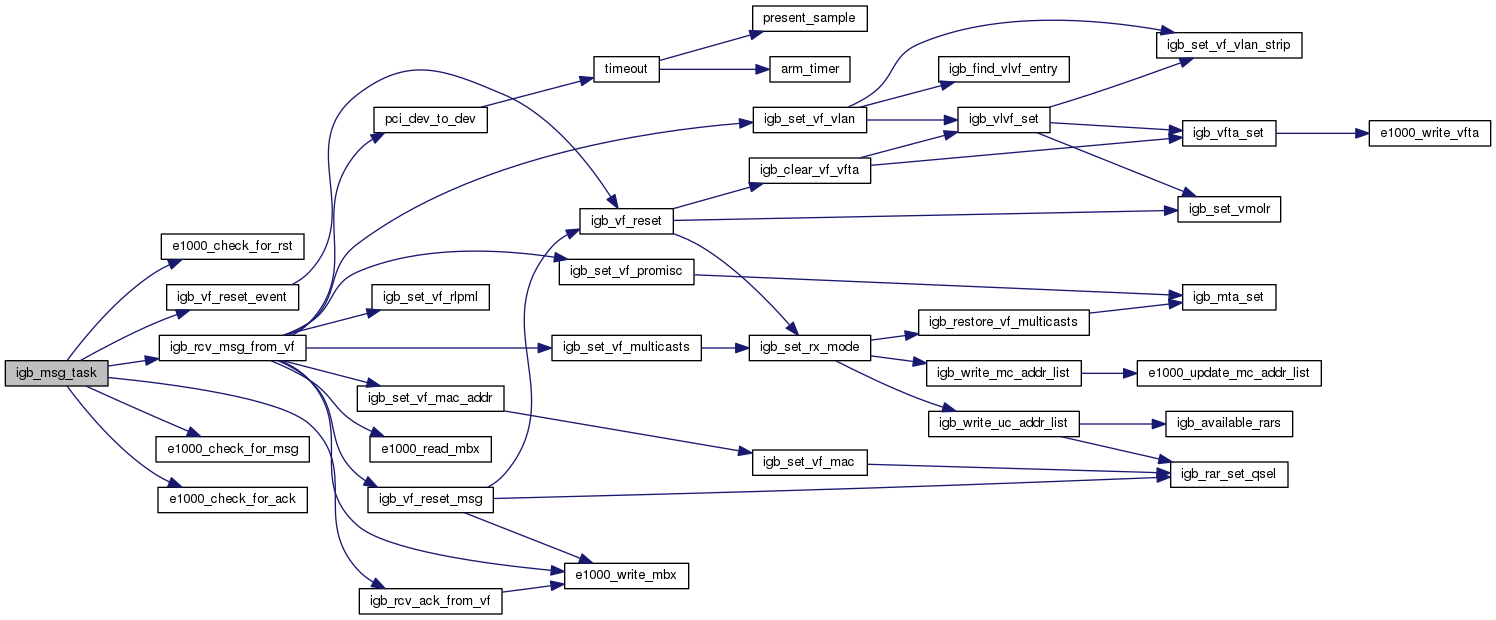 igb_msg_task
e1000_check_for_rst
igb_vf_reset_event
igb_rcv_msg_from_vf
e1000_check_for_msg
e1000_check_for_ack
pci_dev_to_dev
igb_set_vf_rlpml
igb_set_vf_mac_addr
e1000_read_mbx
igb_vf_reset_msg
igb_rcv_ack_from_vf
timeout
igb_vf_reset
igb_set_vf_promisc
igb_set_vf_multicasts
e1000_write_mbx
present_sample
arm_timer
igb_set_vf_vlan
igb_clear_vf_vfta
igb_set_rx_mode
igb_set_vf_mac
igb_find_vlvf_entry
igb_vlvf_set
igb_restore_vf_multicasts
igb_write_mc_addr_list
igb_write_uc_addr_list
igb_set_vf_vlan_strip
igb_vfta_set
igb_set_vmolr
igb_mta_set
e1000_update_mc_addr_list
igb_available_rars
igb_rar_set_qsel
e1000_write_vfta